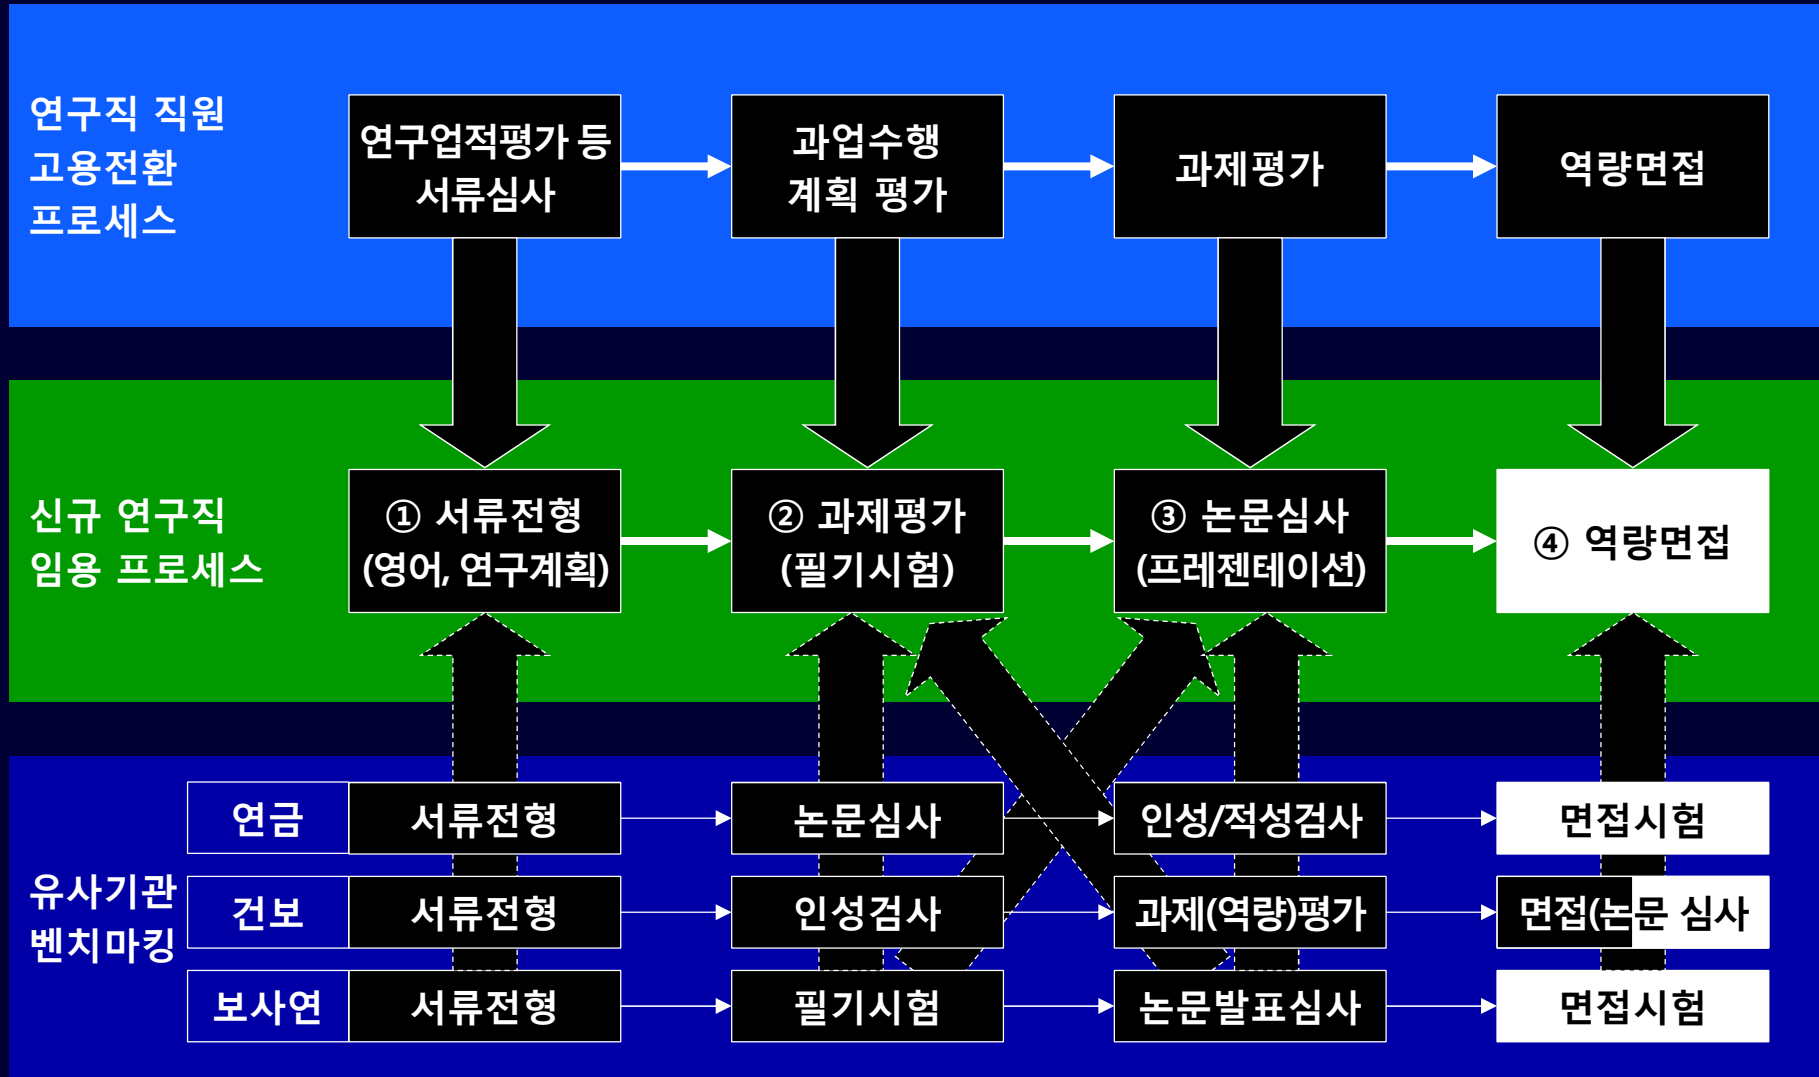 연구직 직원
고용전환
프로세스
연구업적평가 등
서류심사
과업수행
계획 평가
과제평가
역량면접
신규 연구직
임용 프로세스
① 서류전형
(영어, 연구계획)
② 과제평가
(필기시험)
③ 논문심사
(프레젠테이션)
④ 역량면접
유사기관
벤치마킹
연금
서류전형
논문심사
인성/적성검사
면접시험
건보
서류전형
인성검사
과제(역량)평가
면접(논문 심사
보사연
서류전형
필기시험
논문발표심사
면접시험